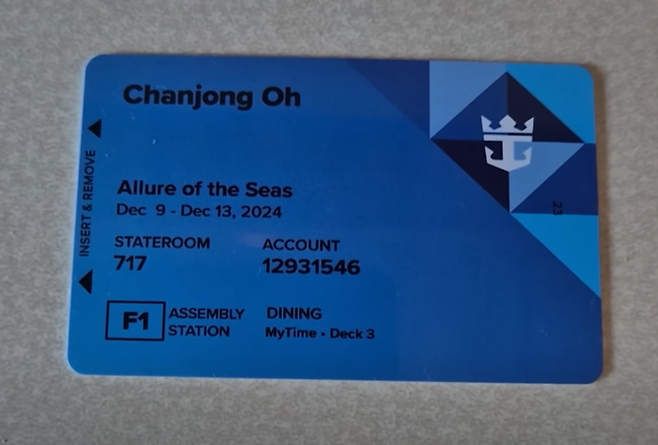 Chanjong Oh
Allure of the Seas
Dec 9 - Dec 13, 2024
STATEROOM ACCOUNT
717 12931546
F1 ASSEMBLY STATION
DINING
MyTime • Deck 3
INSERT & REMOVE
23